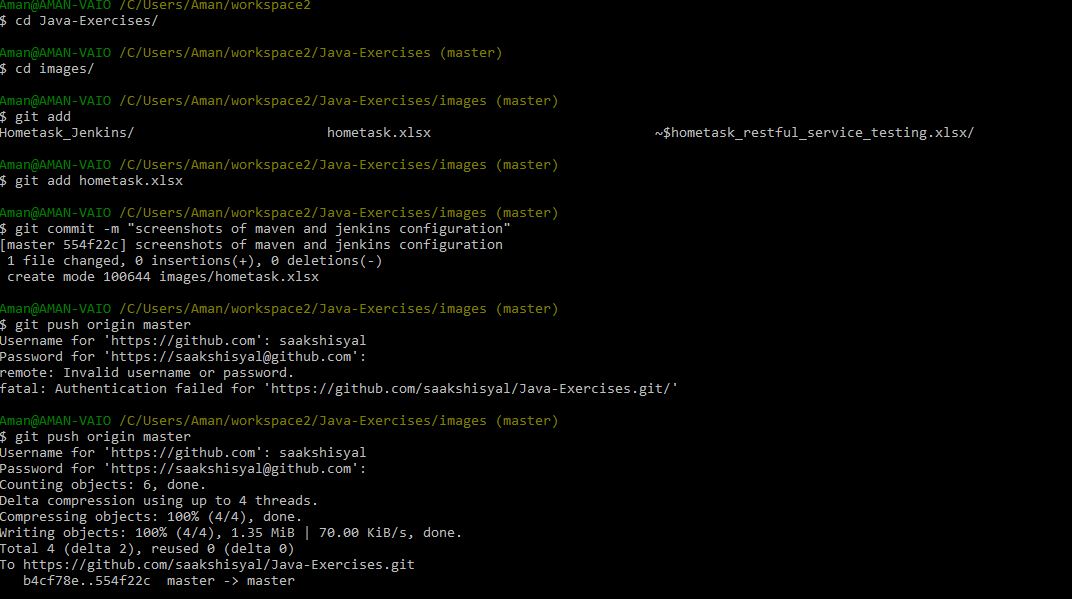 Aman@AMAN-VAIO /C/Users/Aman/workspace2
$ cd Java-Exercises/
Aman@AMAN-VAIO /C/Users/Aman/workspace2/Java-Exercises (master)
$ cd images/
Aman@AMAN-VAIO /C/Users/Aman/workspace2/Java-Exercises/images (master)
$ git add
Hometask_Jenkins/ hometask.xlsx ~$hometask_restful_service_testing.xlsx/
Aman@AMAN-VAIO /C/Users/Aman/workspace2/Java-Exercises/images (master)
$ git add hometask.xlsx
Aman@AMAN-VAIO /C/Users/Aman/workspace2/Java-Exercises/images (master)
$ git commit -m "screenshots of maven and jenkins configuration"
[master 554f22c] screenshots of maven and jenkins configuration
1 file changed, 0 insertions(+), 0 deletions(-)
create mode 100644 images/hometask.xlsx
Aman@AMAN-VAIO /C/Users/Aman/workspace2/Java-Exercises/images (master)
$ git push origin master
Username for 'https://github.com': saakshisyal
Password for 'https://saakshisyal@github.com':
remote: Invalid username or password.
fatal: Authentication failed for 'https://github.com/saakshisyal/Java-Exercises.git/'
Aman@AMAN-VAIO /C/Users/Aman/workspace2/Java-Exercises/images (master)
$ git push origin master
Username for 'https://github.com': saakshisyal
Password for 'https://saakshisyal@github.com':
Counting objects: 6, done.
Delta compression using up to 4 threads.
Compressing objects: 100% (4/4), done.
Writing objects: 100% (4/4), 1.35 MiB | 70.00 KiB/s, done.
Total 4 (delta 2), reused 0 (delta 0)
To https://github.com/saakshisyal/Java-Exercises.git
b4cf78e..554f22c master -> master